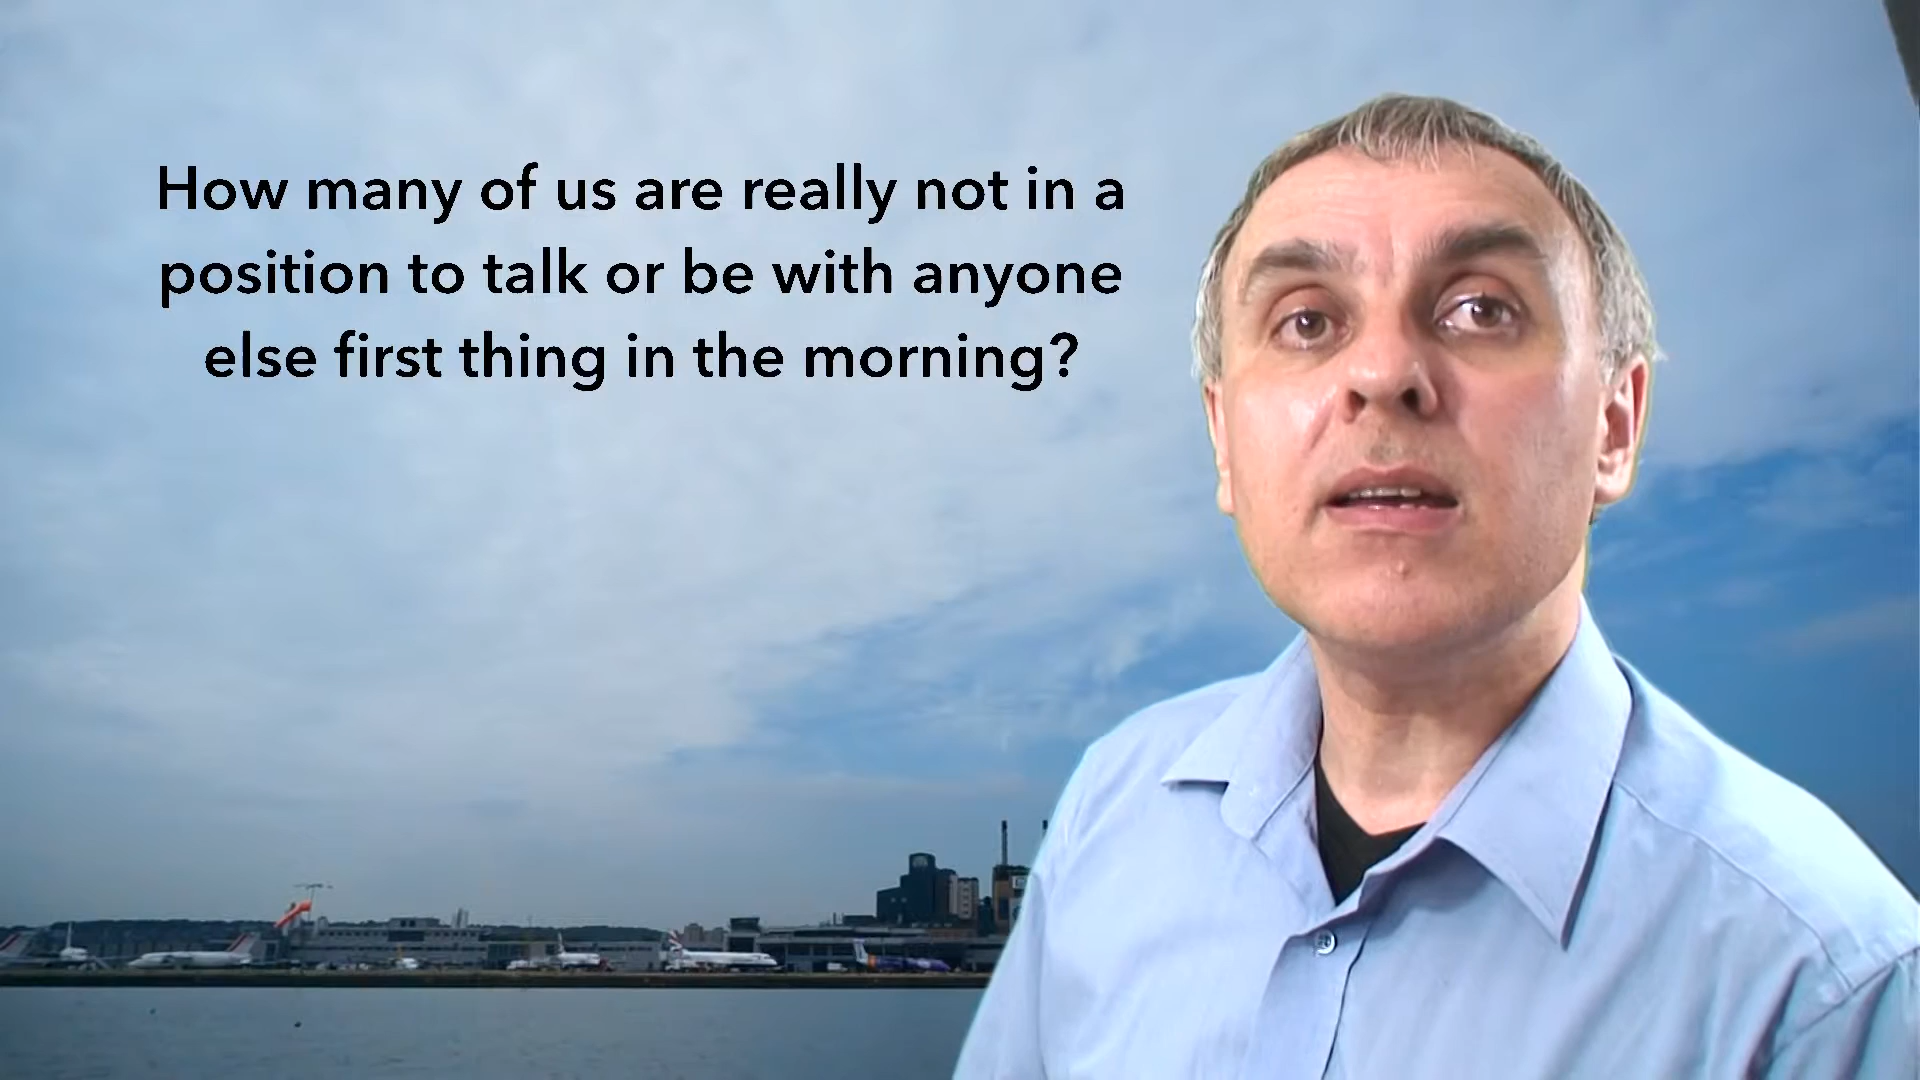 How many of us are really not in a
position to talk or be with anyone
else first thing in the morning?